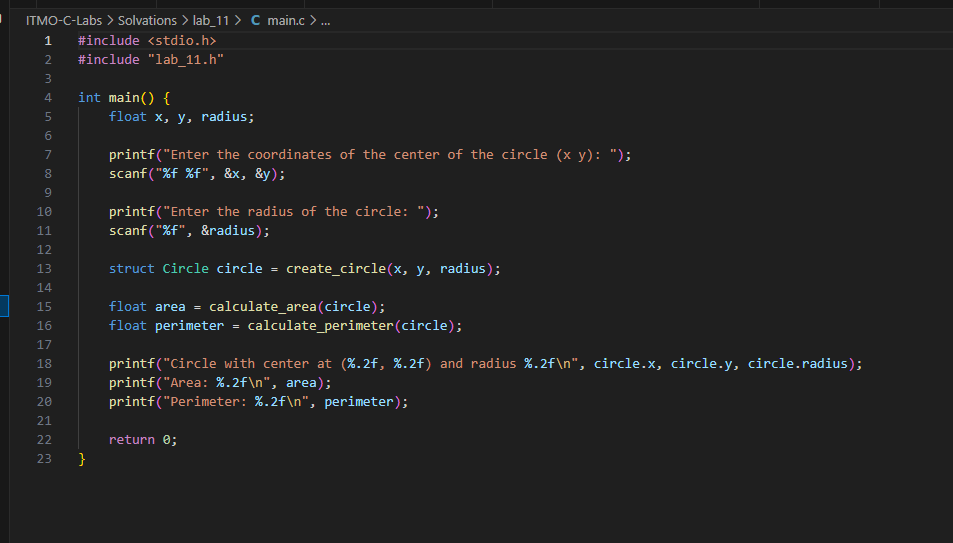 ITMO-C-Labs > Solvations > lab_11 > C main.c > ...
1 #include <stdio.h>
2 #include "lab_11.h"
3
4 int main() {
5     float x, y, radius;
6
7     printf("Enter the coordinates of the center of the circle (x y): ");
8     scanf("%f %f", &x, &y);
9
10     printf("Enter the radius of the circle: ");
11     scanf("%f", &radius);
12
13     struct Circle circle = create_circle(x, y, radius);
14
15     float area = calculate_area(circle);
16     float perimeter = calculate_perimeter(circle);
17
18     printf("Circle with center at (%.2f, %.2f) and radius %.2f\n", circle.x, circle.y, circle.radius);
19     printf("Area: %.2f\n", area);
20     printf("Perimeter: %.2f\n", perimeter);
21
22     return 0;
23 }